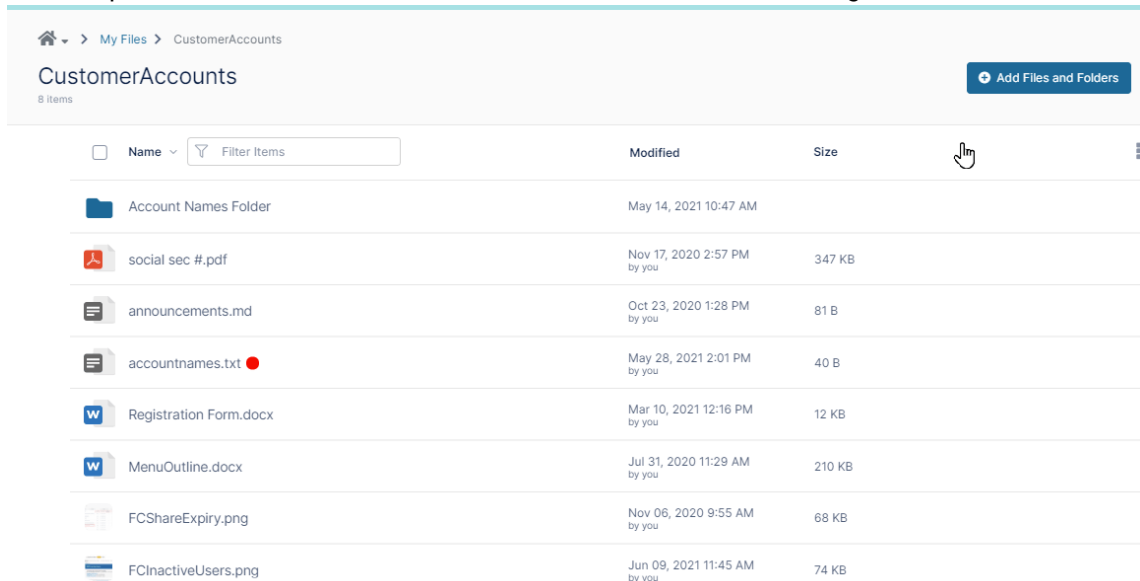 My Files CustomerAccounts
CustomerAccounts
8 items
Add Files and Folders
Name Filter Items Modified Size
Account Names Folder May 14, 2021 10:47 AM
social sec #.pdf Nov 17, 2020 2:57 PM 347 KB
by you
announcements.md Oct 23, 2020 1:28 PM 81 B
by you
accountnames.txt May 28, 2021 2:01 PM 40 B
by you
Registration Form.docx Mar 10, 2021 12:16 PM 12 KB
by you
MenuOutline.docx Jul 31, 2020 11:29 AM 210 KB
by you
FCShareExpiry.png Nov 06, 2020 9:55 AM 68 KB
by you
FCInactiveUsers.png Jun 09, 2021 11:45 AM 74 KB
by you